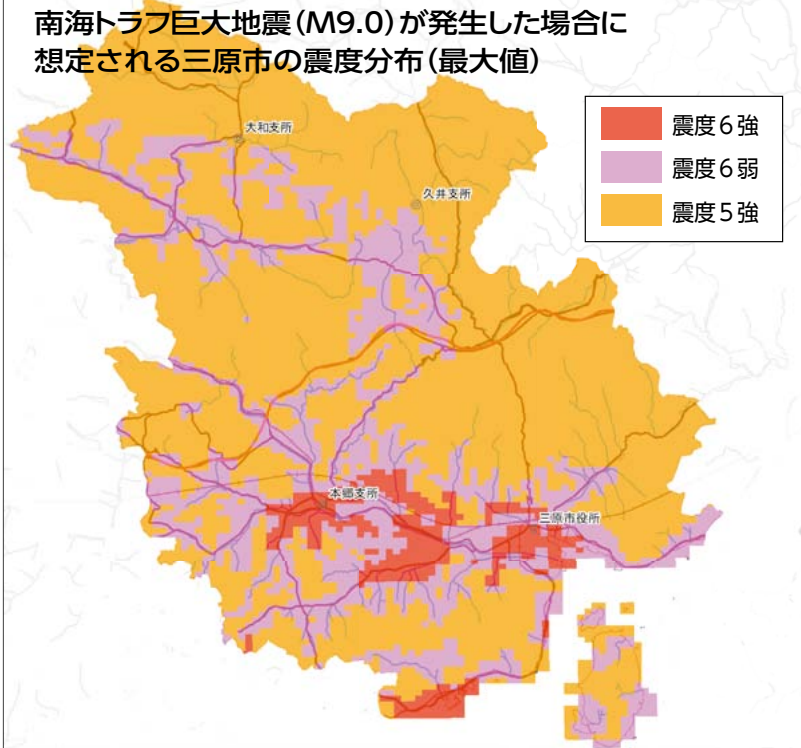 南海トラフ巨大地震(M9.0)が発生した場合に
想定される三原市の震度分布(最大値)
震度6強
震度6弱
震度5強
大和支所
久井支所
本郷支所
三原市役所